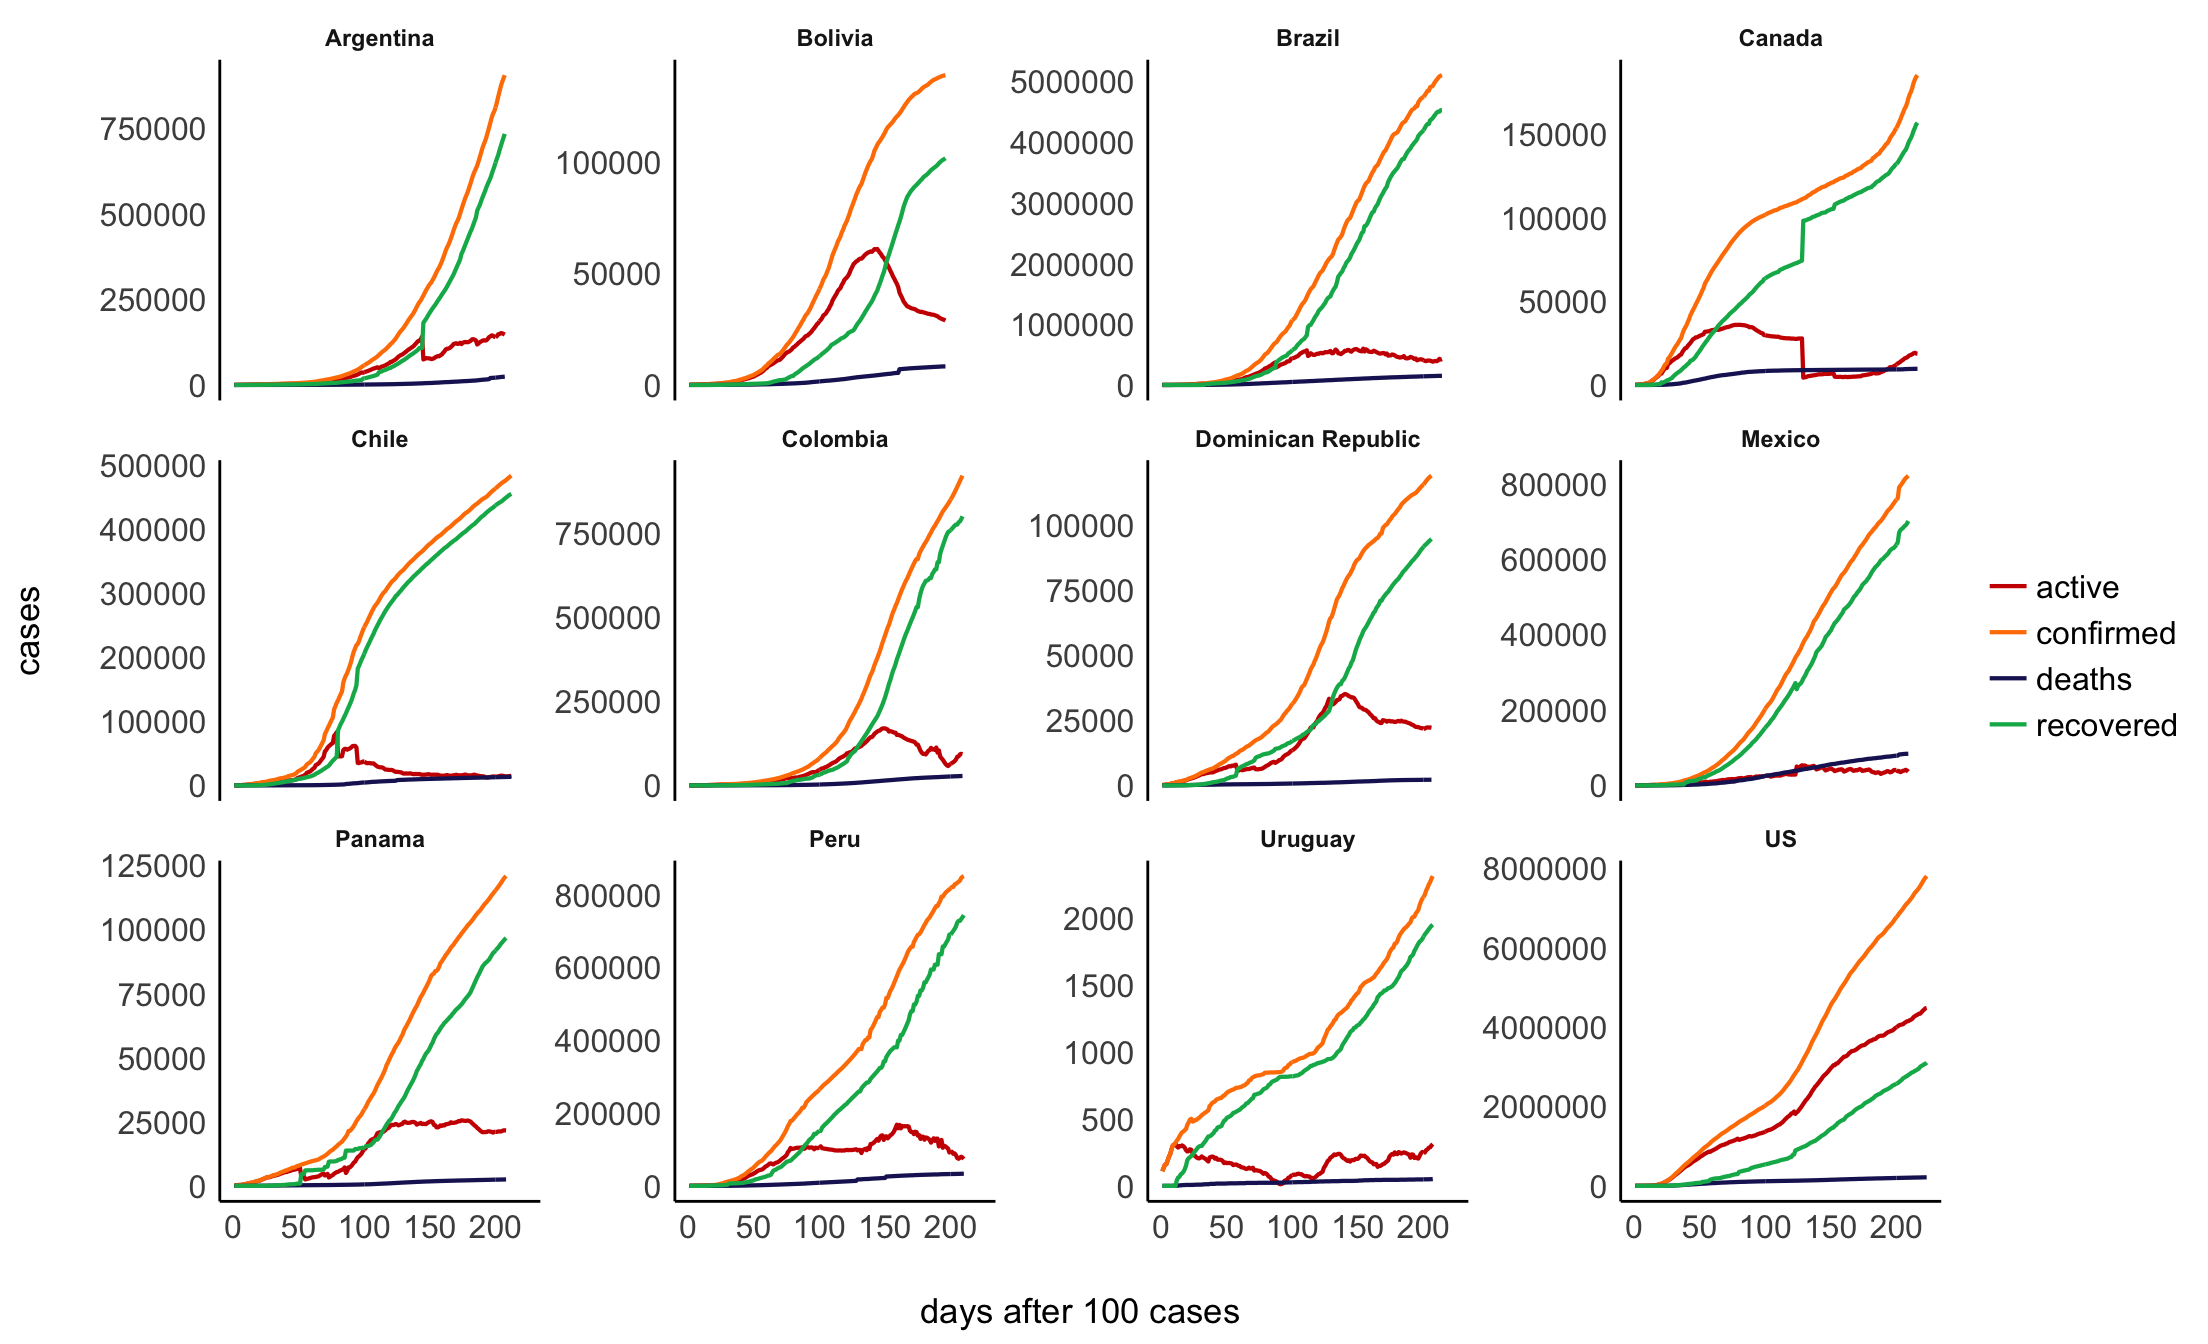 Argentina
Bolivia
Brazil
Canada
750000
500000
250000
0
100000
50000
0
5000000
4000000
3000000
2000000
1000000
0
150000
100000
50000
0
Chile
Colombia
Dominican Republic
Mexico
500000
400000
300000
200000
100000
0
750000
500000
250000
0
100000
75000
50000
25000
0
800000
600000
400000
200000
0
Panama
Peru
Uruguay
US
125000
100000
75000
50000
25000
0
800000
600000
400000
200000
0
2000
1500
1000
500
0
8000000
6000000
4000000
2000000
0
0 50 100 150 200
0 50 100 150 200
0 50 100 150 200
0 50 100 150 200
days after 100 cases
cases
active
confirmed
deaths
recovered